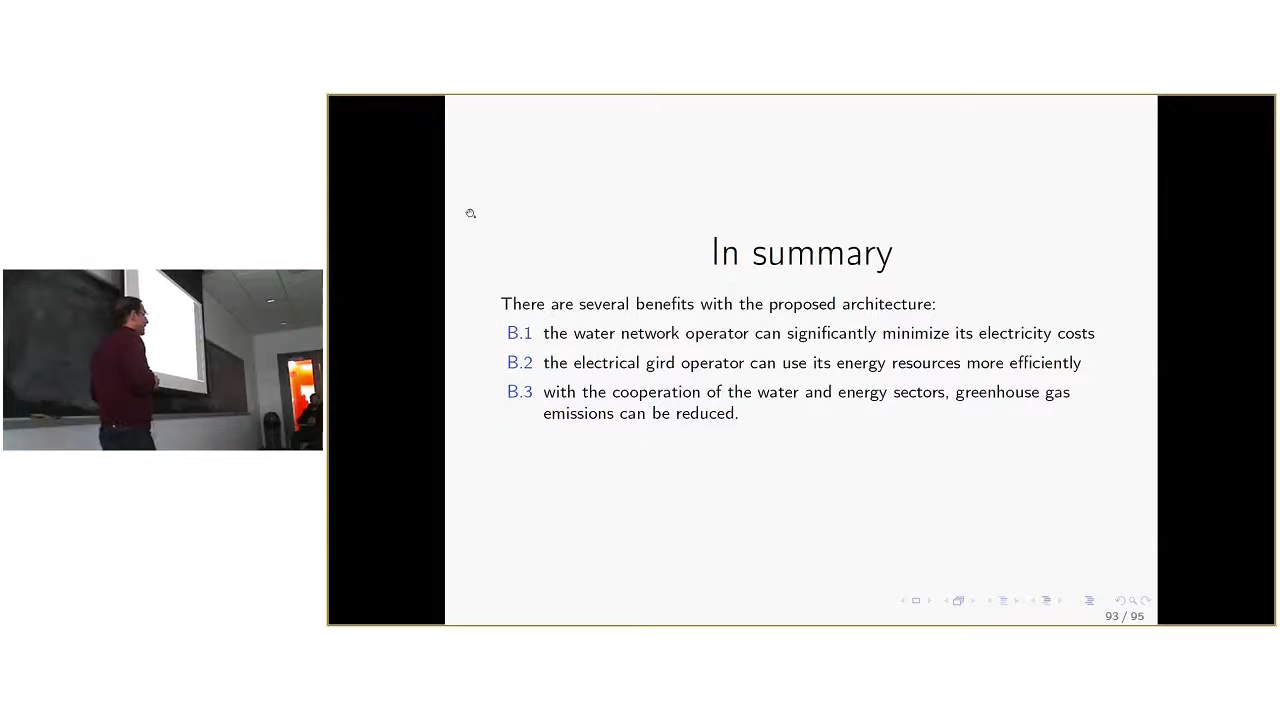 In summary
There are several benefits with the proposed architecture:
B.1 the water network operator can significantly minimize its electricity costs
B.2 the electrical gird operator can use its energy resources more efficiently
B.3 with the cooperation of the water and energy sectors, greenhouse gas
emissions can be reduced.
93 / 95